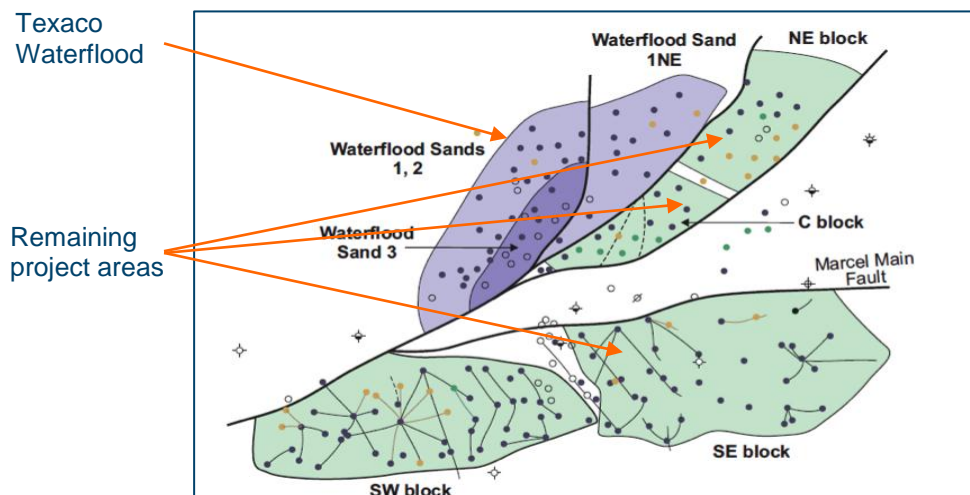 Texaco
Waterflood
Waterflood Sand
1NE
NE block
Waterflood Sands
1, 2
Remaining
project areas
Waterflood
Sand 3
C block
Marcel Main
Fault
SE block
SW block